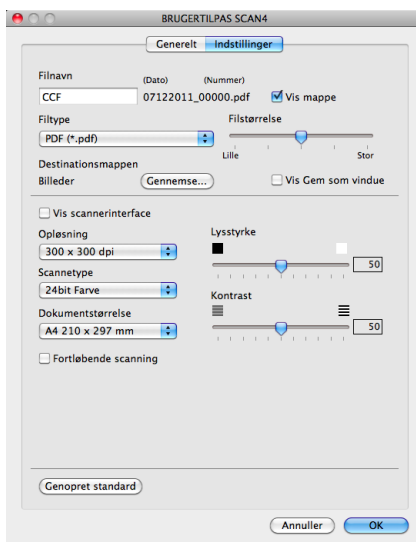 BRUGERTILPAS SCAN4
Generelt Indstillinger
Filnavn (Dato) (Nummer)
CCF 07122011_00000.pdf Vis mappe
Filtype Filstørrelse
PDF (*.pdf)
Lille Stor
Destinationsmappen
Billeder Gennemse... Vis Gem som vindue
Vis scannerinterface
Opløsning Lysstyrke
300 x 300 dpi
50
Scannetype
24bit Farve Kontrast
Dokumentstørrelse
A4 210 x 297 mm 50
Fortløbende scanning
Genopret standard
Annuller OK